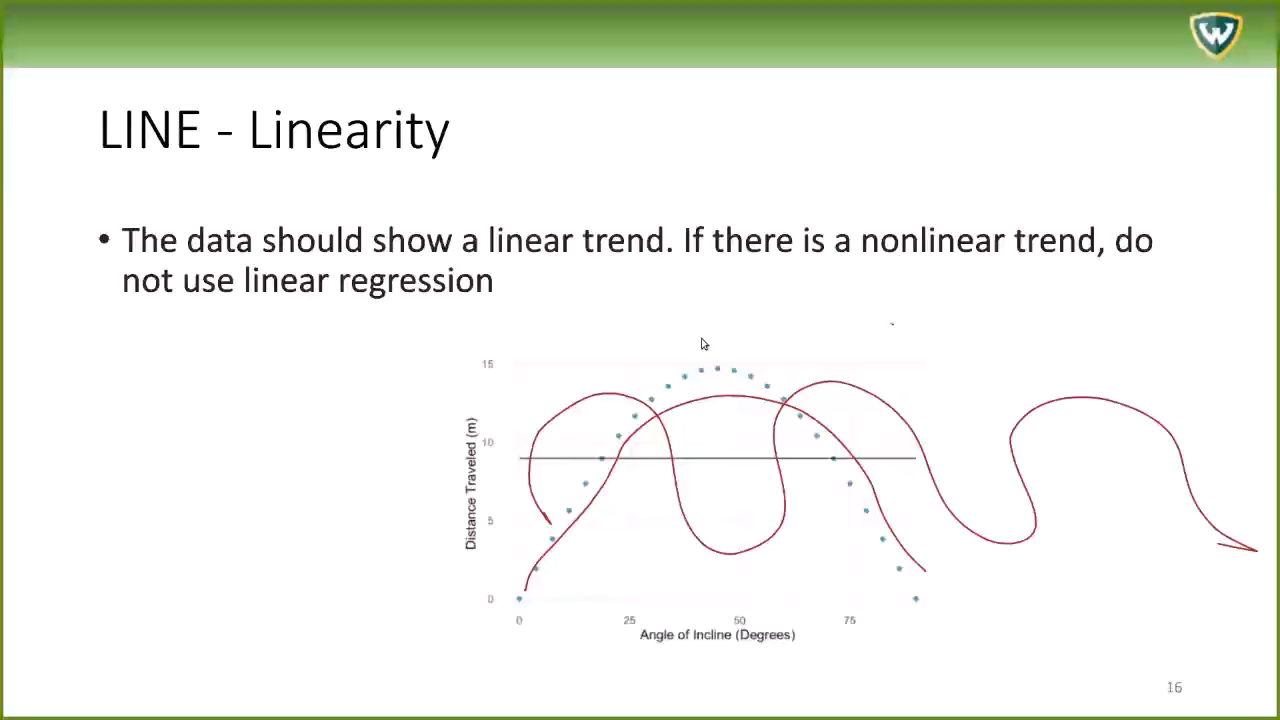 W
LINE - Linearity
• The data should show a linear trend. If there is a nonlinear trend, do
not use linear regression
15
10
5
0
Distance Traveled (m)
0 25 50 75
Angle of Incline (Degrees)
16